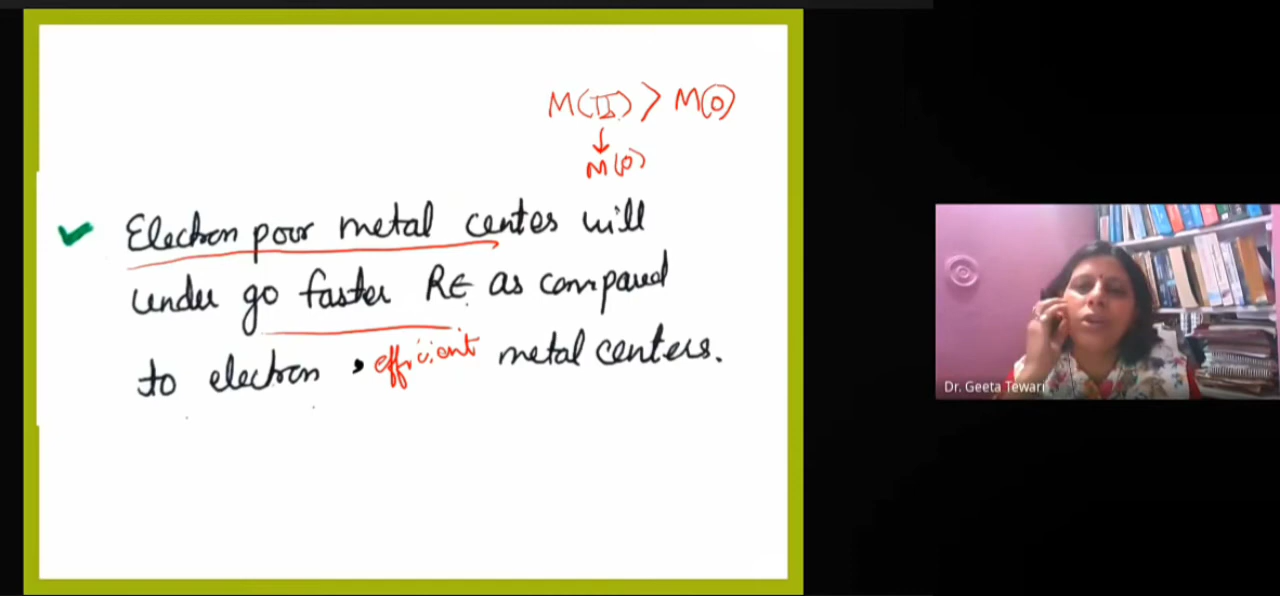 M(II) > M(0)
↓
M(0)
Electron poor metal centes will
under go faster RE as compared
to electron efficient metal centers.
Dr. Geeta Tewari